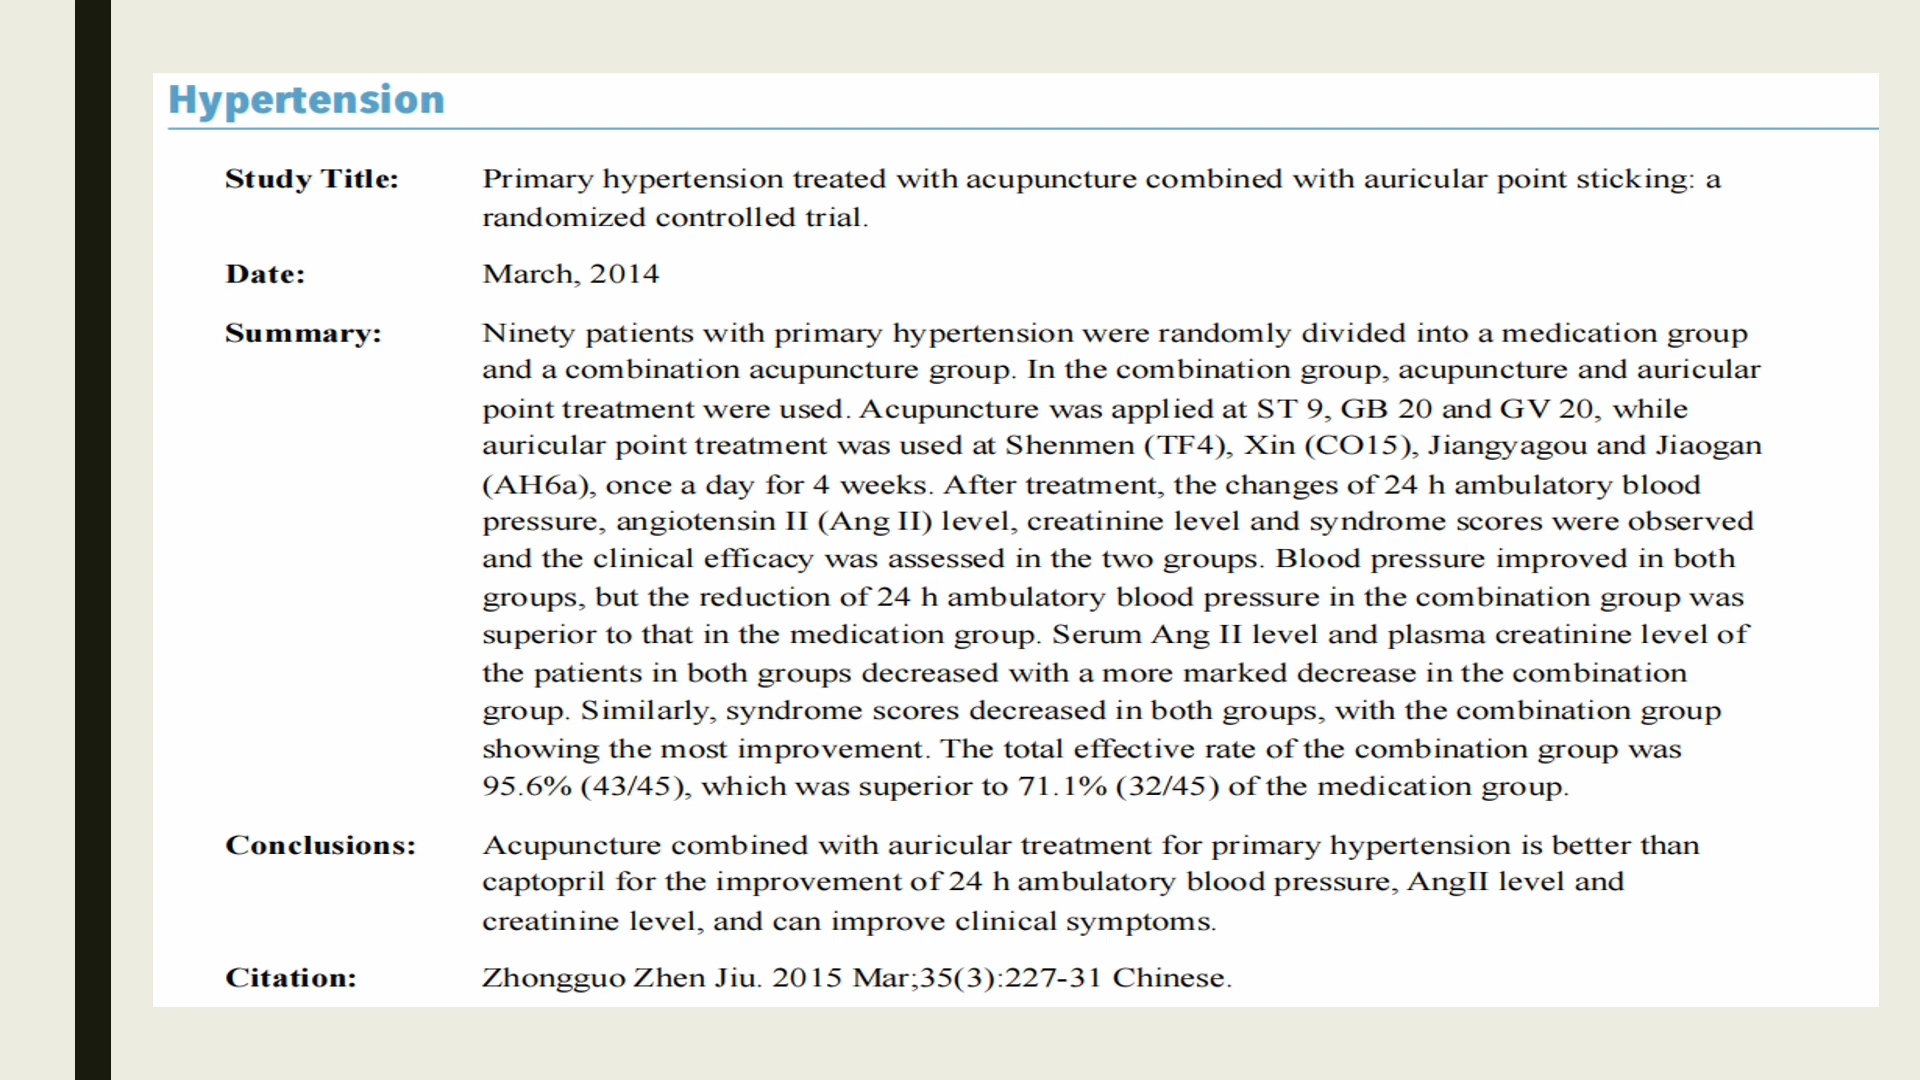 Hypertension
Study Title: Primary hypertension treated with acupuncture combined with auricular point sticking: a
randomized controlled trial.
Date: March, 2014
Summary: Ninety patients with primary hypertension were randomly divided into a medication group
and a combination acupuncture group. In the combination group, acupuncture and auricular
point treatment were used. Acupuncture was applied at ST 9, GB 20 and GV 20, while
auricular point treatment was used at Shenmen (TF4), Xin (CO15), Jiangyagou and Jiaogan
(AH6a), once a day for 4 weeks. After treatment, the changes of 24 h ambulatory blood
pressure, angiotensin II (Ang II) level, creatinine level and syndrome scores were observed
and the clinical efficacy was assessed in the two groups. Blood pressure improved in both
groups, but the reduction of 24 h ambulatory blood pressure in the combination group was
superior to that in the medication group. Serum Ang II level and plasma creatinine level of
the patients in both groups decreased with a more marked decrease in the combination
group. Similarly, syndrome scores decreased in both groups, with the combination group
showing the most improvement. The total effective rate of the combination group was
95.6% (43/45), which was superior to 71.1% (32/45) of the medication group.
Conclusions: Acupuncture combined with auricular treatment for primary hypertension is better than
captopril for the improvement of 24 h ambulatory blood pressure, AngII level and
creatinine level, and can improve clinical symptoms.
Citation: Zhongguo Zhen Jiu. 2015 Mar;35(3):227-31 Chinese.